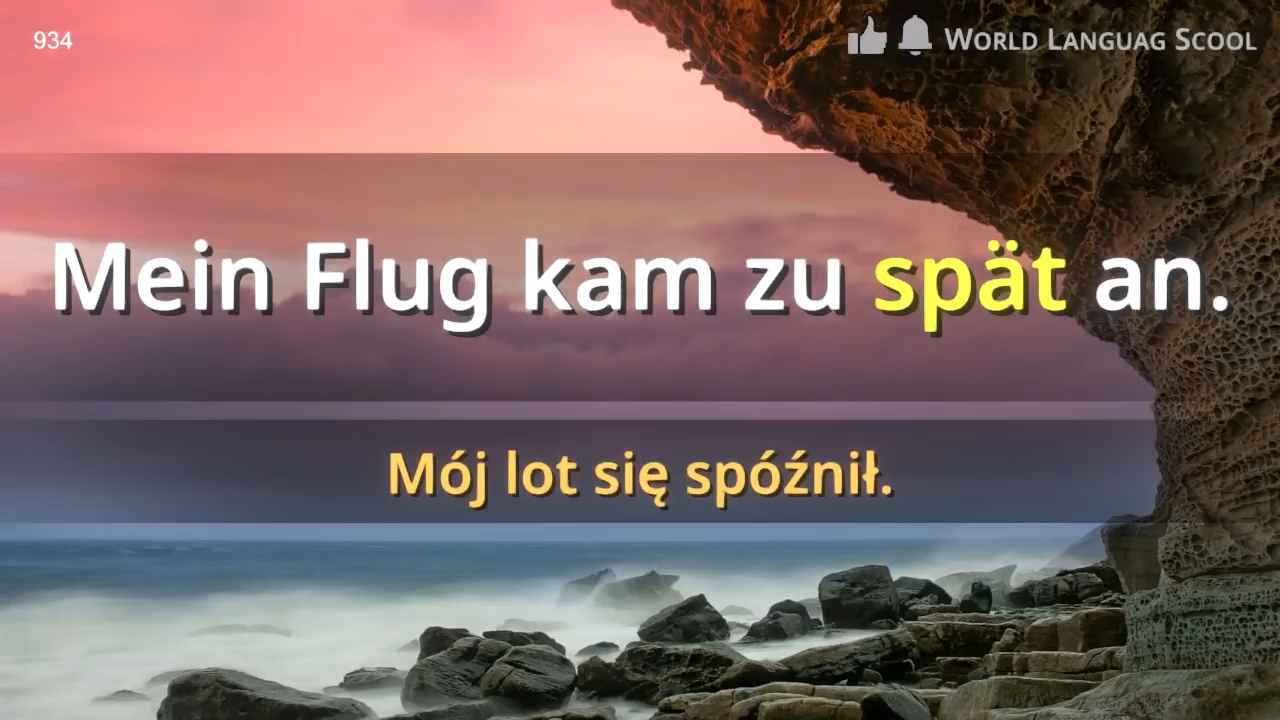 934
World Languag Scool
Mein Flug kam zu spät an.
Mój lot się spóźnił.